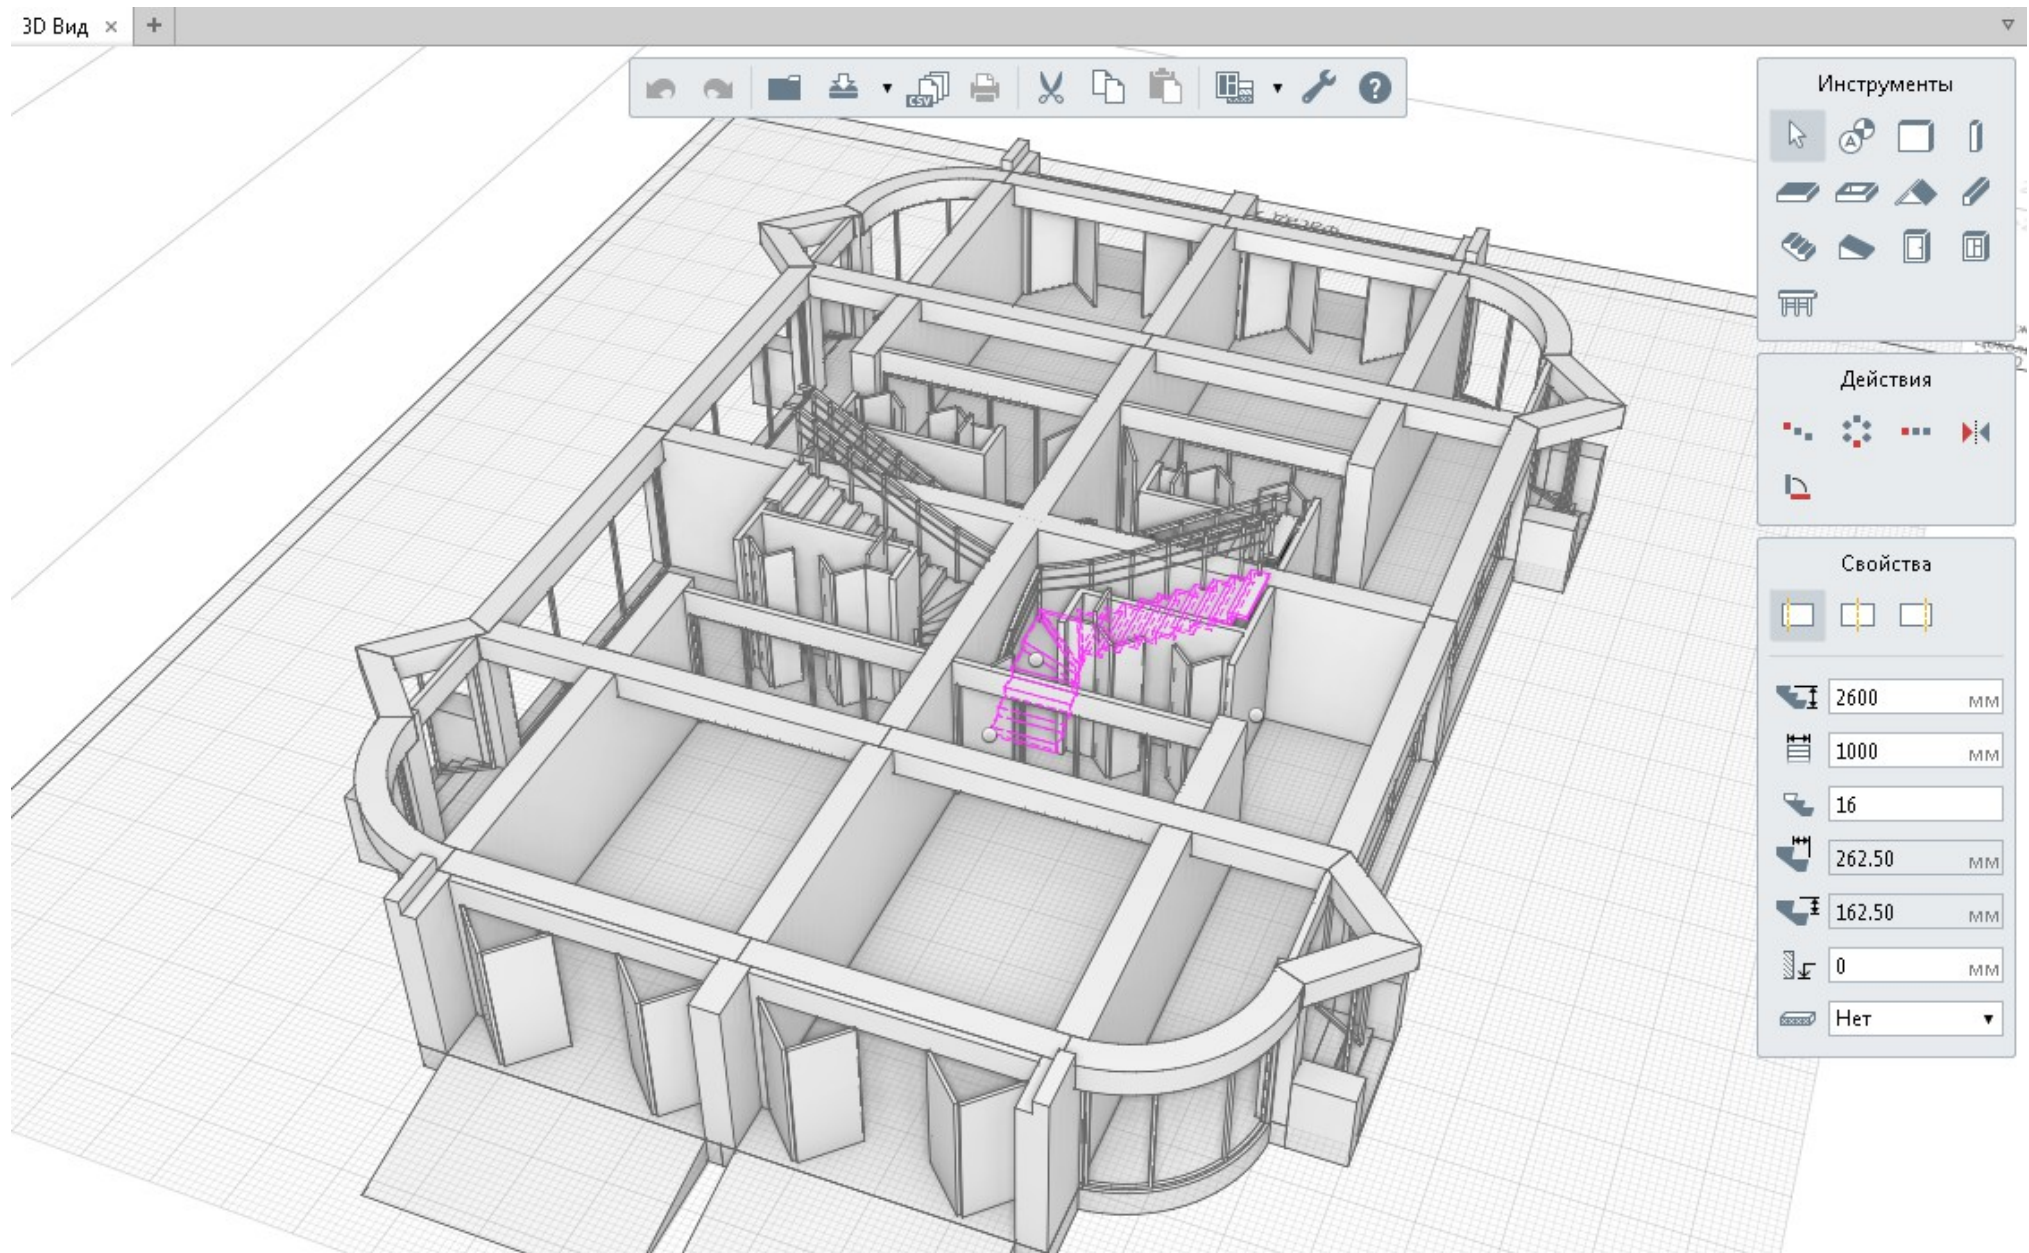 3D Вид
CSV
?
Инструменты
A
Действия
Свойства
2600 мм
1000 мм
16
262.50 мм
162.50 мм
0 мм
Нет